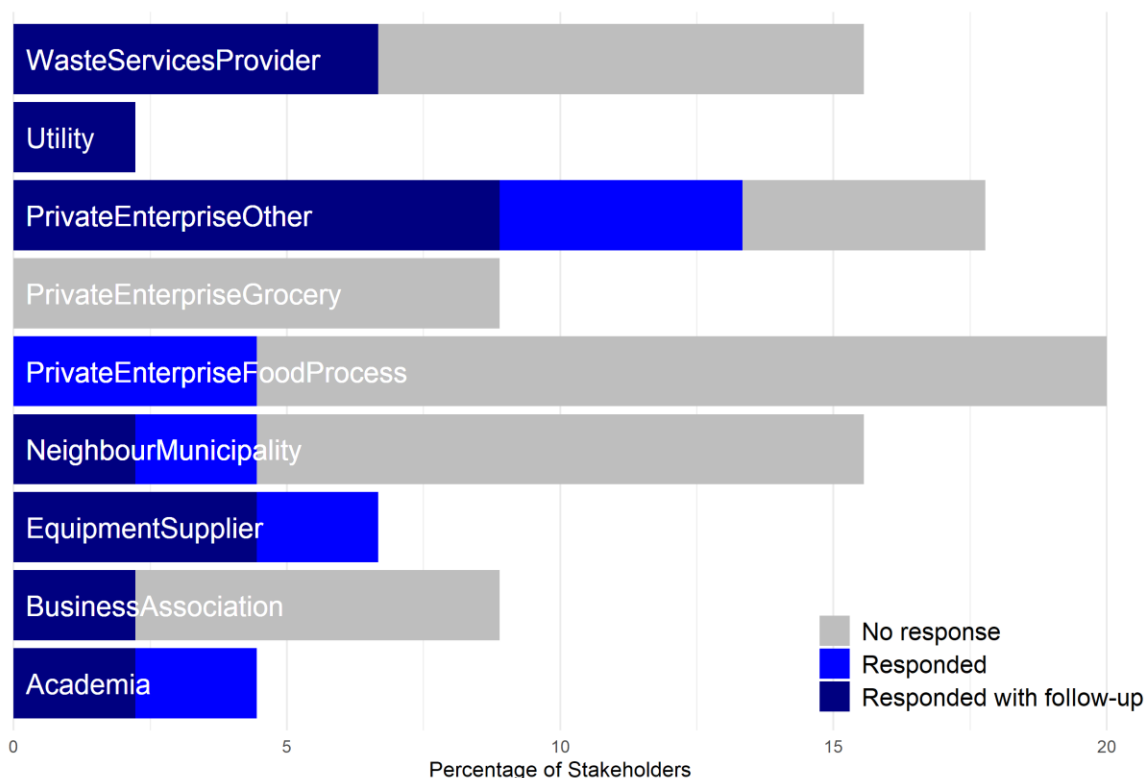 WasteServicesProvider
Utility
PrivateEnterpriseOther
PrivateEnterpriseGrocery
PrivateEnterpriseFoodProcess
NeighbourMunicipality
EquipmentSupplier
BusinessAssociation
Academia
No response
Responded
Responded with follow-up
0 5 10 15 20
Percentage of Stakeholders